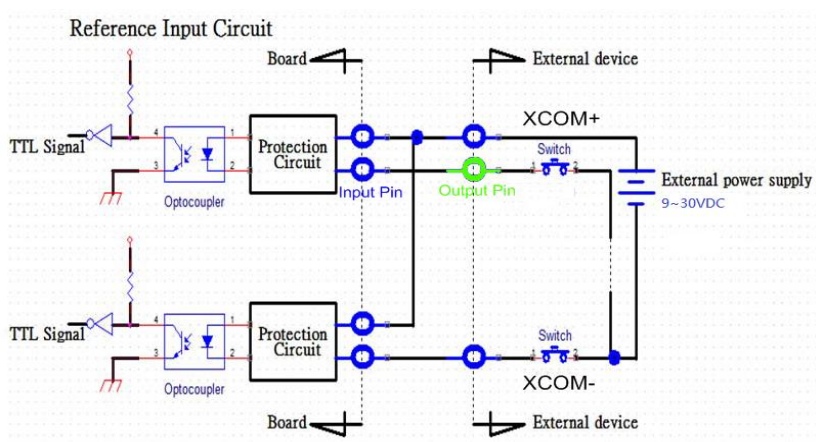 Reference Input Circuit
Board
External device
XCOM+
TTL Signal
4
1
3
2
Optocoupler
Protection
Circuit
Input Pin
Output Pin
Switch
1
2
External power supply
9~30VDC
TTL Signal
4
1
3
2
Optocoupler
Protection
Circuit
Switch
1
2
XCOM-
Board
External device